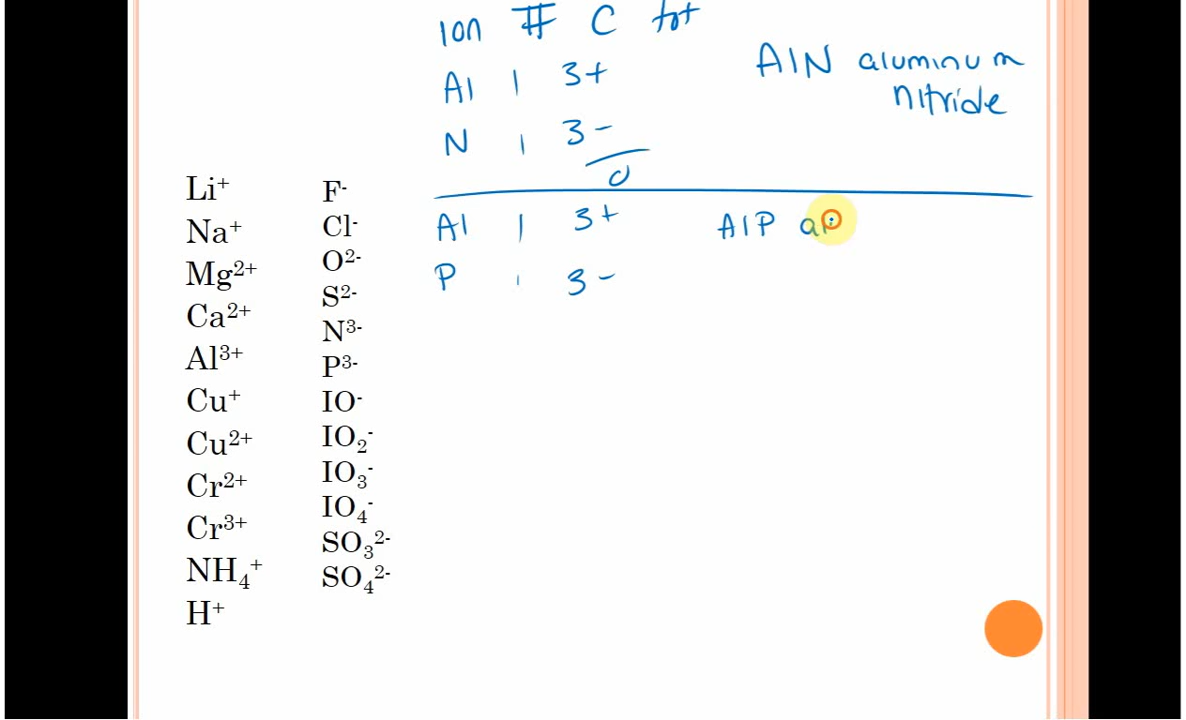 Ion # C tot
Al 1 3+
N 1 3-
0
AlN aluminum
nitride
Al 1 3+
P 1 3-
AlP
Li+
Na+
Mg2+
Ca2+
Al3+
Cu+
Cu2+
Cr2+
Cr3+
NH4+
H+
F-
Cl-
O2-
S2-
N3-
P3-
IO-
IO2-
IO3-
IO4-
SO32-
SO42-